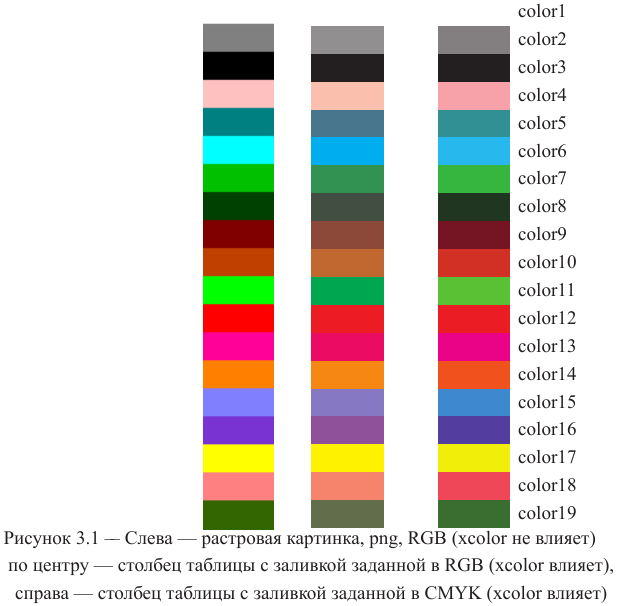 color1
color2
color3
color4
color5
color6
color7
color8
color9
color10
color11
color12
color13
color14
color15
color16
color17
color18
color19
Рисунок 3.1 — Слева — растровая картинка, png, RGB (xcolor не влияет)
по центру — столбец таблицы с заливкой заданной в RGB (xcolor влияет),
справа — столбец таблицы с заливкой заданной в CMYK (xcolor влияет)